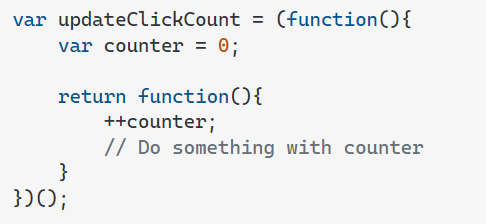 var updateClickCount = (function(){
    var counter = 0;

    return function(){
        ++counter;
        // Do something with counter
    }
})();